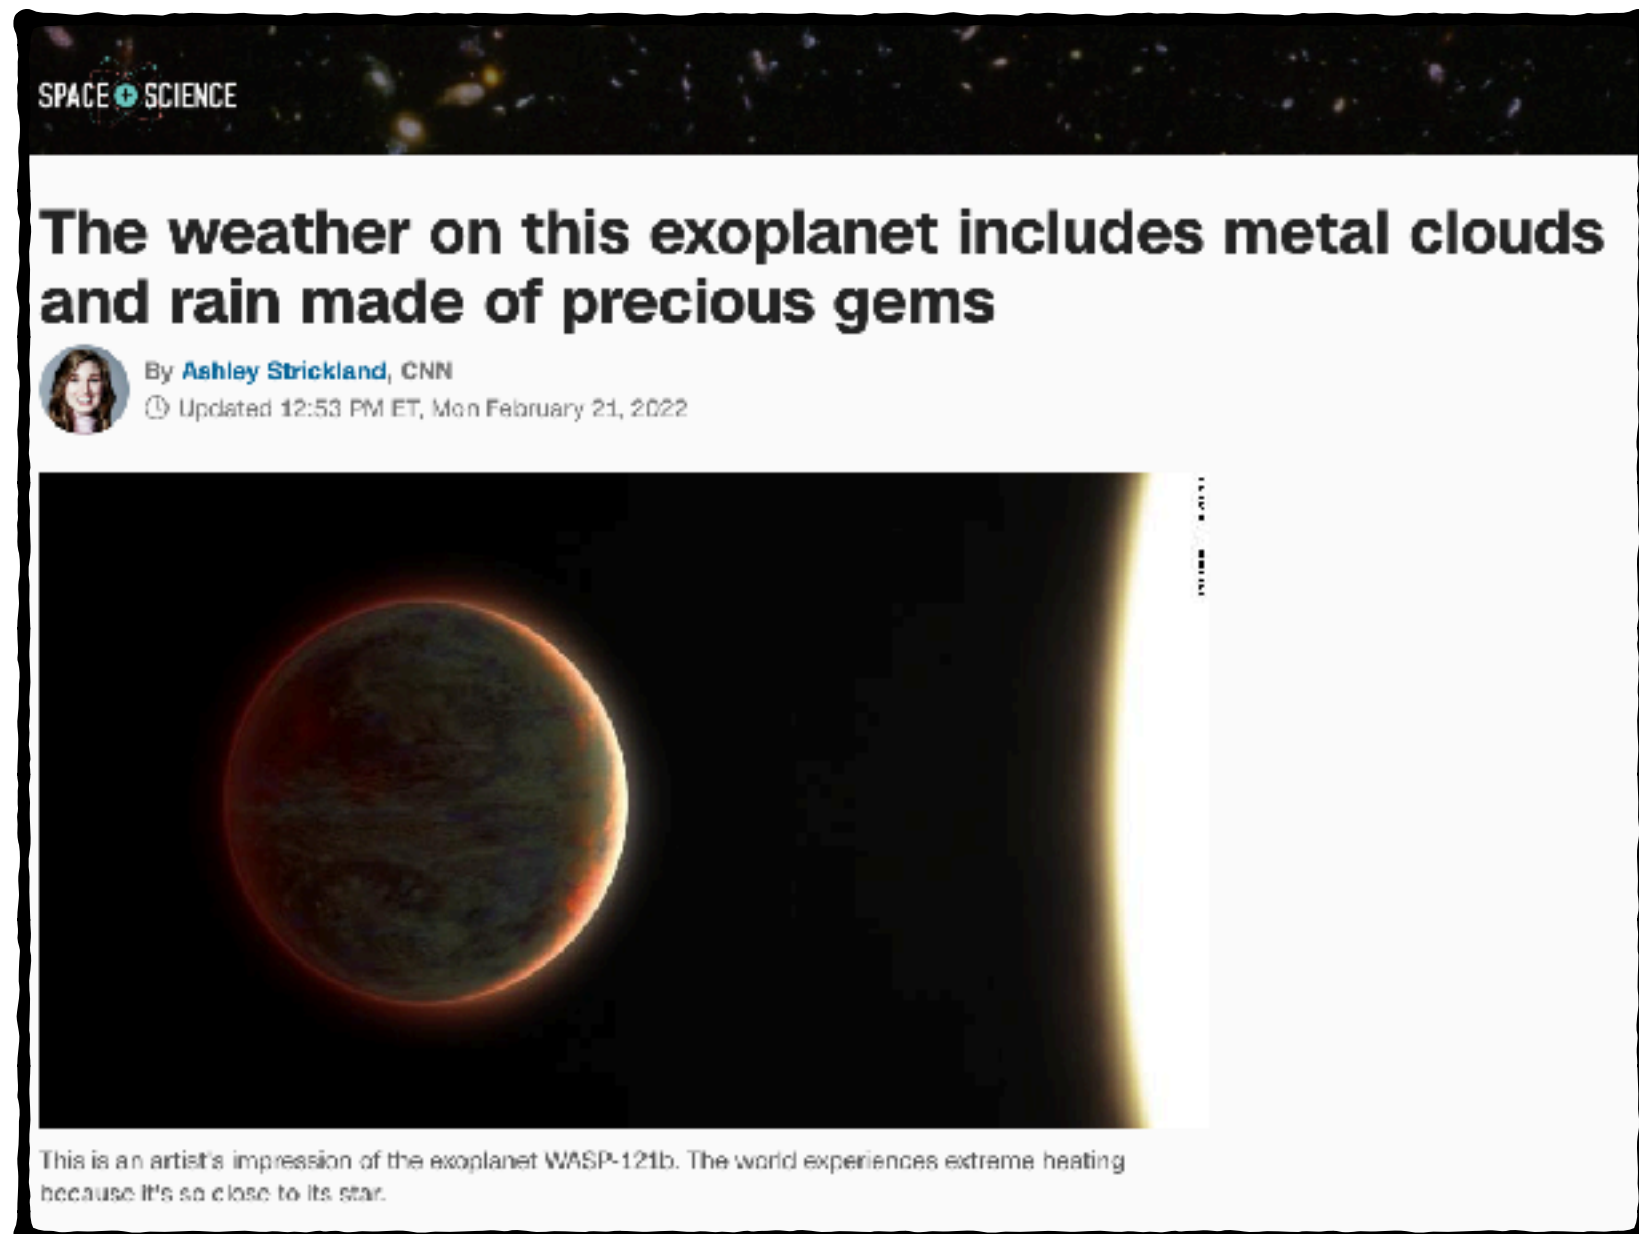 SPACE + SCIENCE
The weather on this exoplanet includes metal clouds
and rain made of precious gems
By Ashley Strickland, CNN
Updated 12:53 PM ET, Mon February 21, 2022
This is an artist's impression of the exoplanet WASP-121b. The world experiences extreme heating
because it's so close to its star.